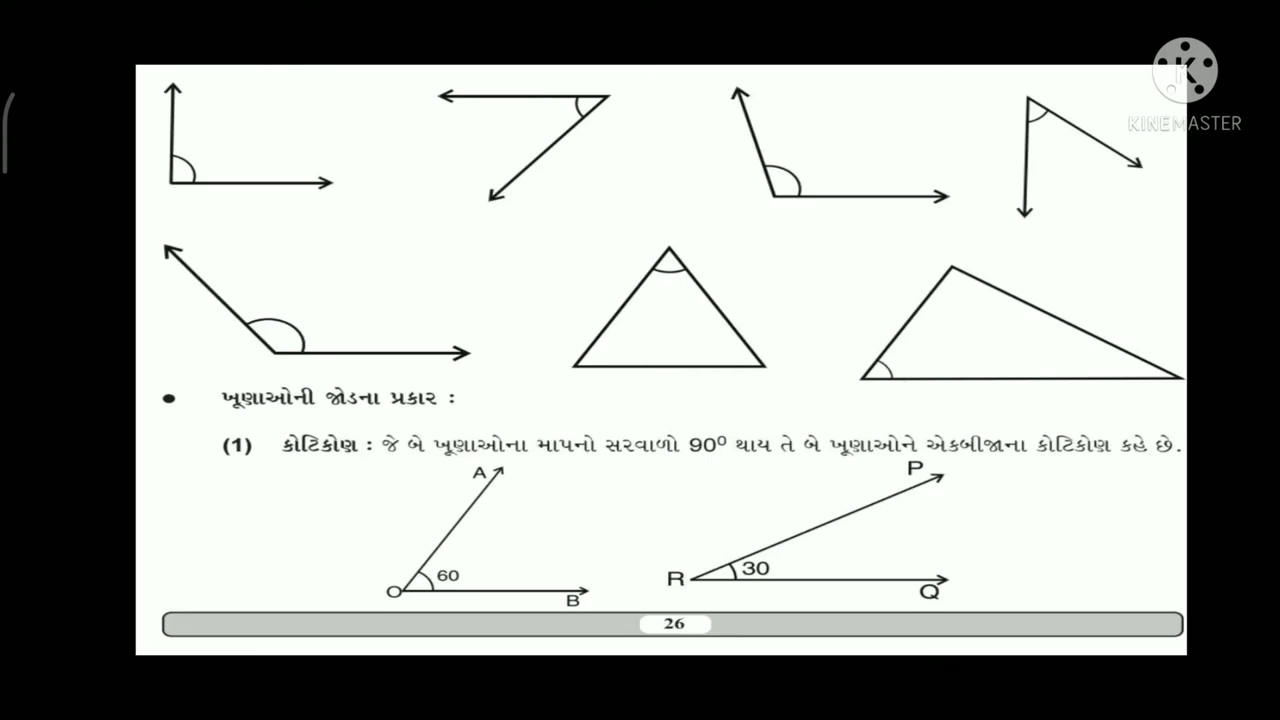 KINEMASTER
● ખૂણાઓની જોડના પ્રકાર :
(1) કોટિકોણ : જે બે ખૂણાઓના માપનો સરવાળો 90⁰ થાય તે બે ખૂણાઓને એકબીજાના કોટિકોણ કહે છે.
A
P
60
30
O
B
R
Q
26